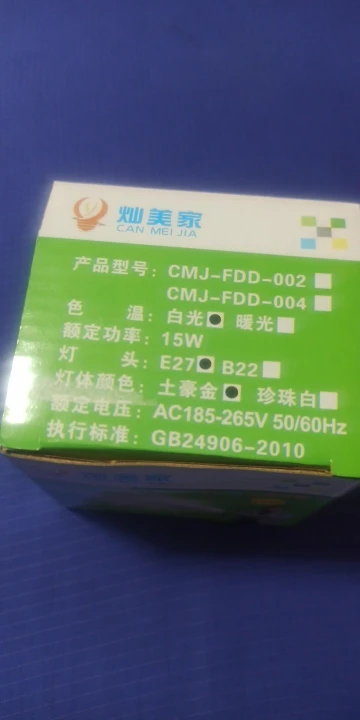 灿美家
CAN MEI JIA
产品型号：CMJ-FDD-002
CMJ-FDD-004
色 温：白光 暖光
额定功率：15W
灯 头：E27 B22
灯体颜色：土豪金 珍珠白
额定电压：AC185-265V 50/60Hz
执行标准：GB24906-2010